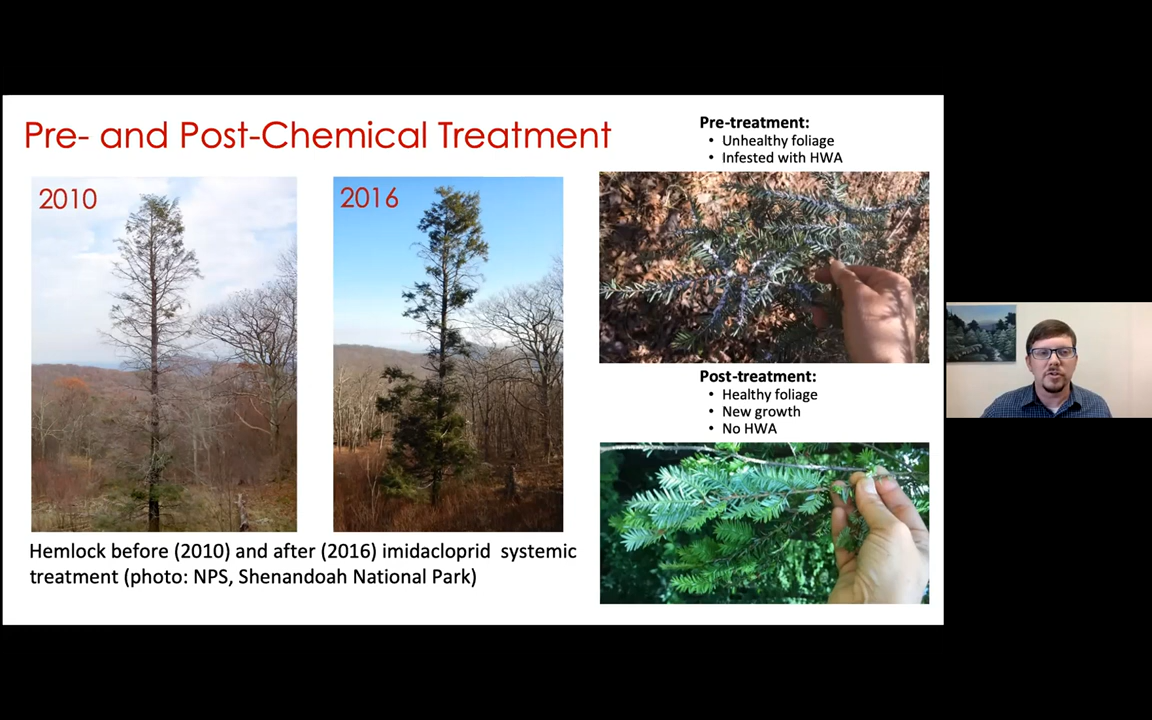 Pre- and Post-Chemical Treatment
2010
2016
Hemlock before (2010) and after (2016) imidacloprid systemic
treatment (photo: NPS, Shenandoah National Park)
Pre-treatment:
• Unhealthy foliage
• Infested with HWA
Post-treatment:
• Healthy foliage
• New growth
• No HWA